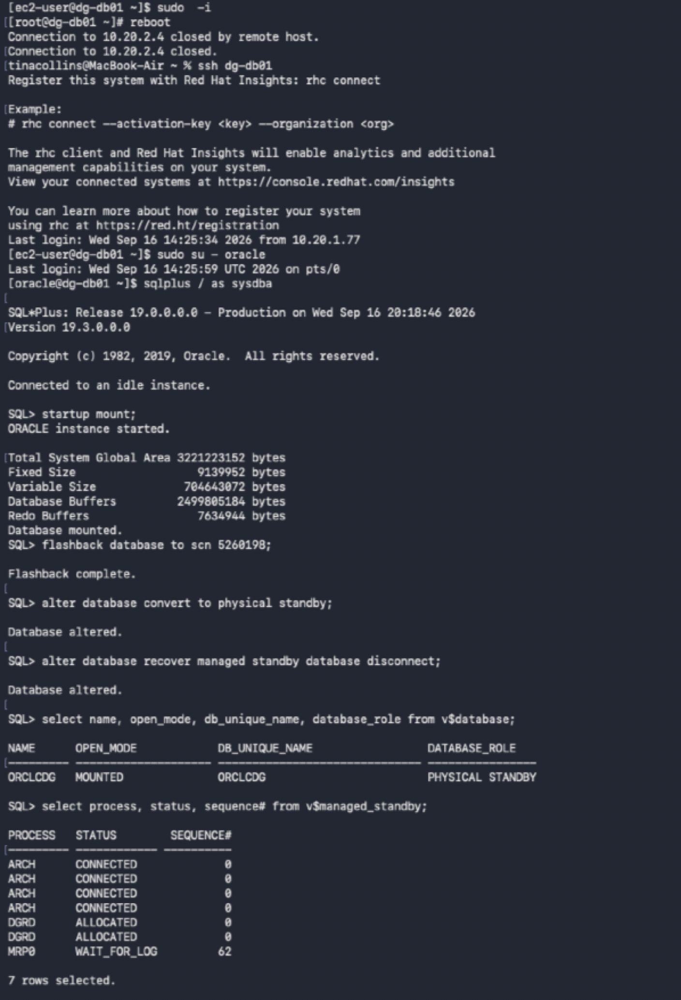 [ec2-user@dg-db01 ~]$ sudo  -i
[[root@dg-db01 ~]# reboot
Connection to 10.20.2.4 closed by remote host.
[Connection to 10.20.2.4 closed.
[tinacollins@MacBook-Air ~ % ssh dg-db01
Register this system with Red Hat Insights: rhc connect
[Example:
# rhc connect --activation-key <key> --organization <org>
The rhc client and Red Hat Insights will enable analytics and additional
management capabilities on your system.
View your connected systems at https://console.redhat.com/insights
You can learn more about how to register your system
using rhc at https://red.ht/registration
Last login: Wed Sep 16 14:25:34 2026 from 10.20.1.77
[ec2-user@dg-db01 ~]$ sudo su - oracle
Last login: Wed Sep 16 14:25:59 UTC 2026 on pts/0
[oracle@dg-db01 ~]$ sqlplus / as sysdba
[
SQL*Plus: Release 19.0.0.0.0 - Production on Wed Sep 16 20:18:46 2026
[Version 19.3.0.0.0
Copyright (c) 1982, 2019, Oracle.  All rights reserved.
Connected to an idle instance.
SQL> startup mount;
ORACLE instance started.
[Total System Global Area 3221223152 bytes
Fixed Size                  9139952 bytes
Variable Size             704643072 bytes
Database Buffers         2499805184 bytes
Redo Buffers                7634944 bytes
Database mounted.
SQL> flashback database to scn 5260198;
Flashback complete.
[
SQL> alter database convert to physical standby;
Database altered.
[
SQL> alter database recover managed standby database disconnect;
Database altered.
[
SQL> select name, open_mode, db_unique_name, database_role from v$database;
NAME      OPEN_MODE            DB_UNIQUE_NAME                 DATABASE_ROLE
[--------- -------------------- ------------------------------ ----------------
ORCLCDG   MOUNTED              ORCLCDG                        PHYSICAL STANDBY
SQL> select process, status, sequence# from v$managed_standby;
PROCESS   STATUS        SEQUENCE#
[--------- ------------ ----------
ARCH      CONNECTED             0
ARCH      CONNECTED             0
ARCH      CONNECTED             0
ARCH      CONNECTED             0
DGRD      ALLOCATED             0
DGRD      ALLOCATED             0
MRP0      WAIT_FOR_LOG         62
7 rows selected.